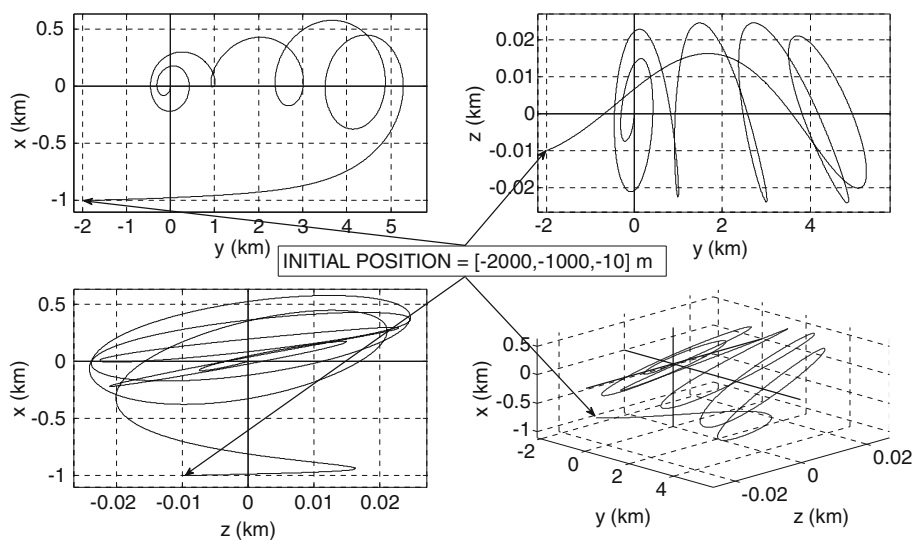 0.5
0
-0.5
-1
x (km)
-2 -1 0 1 2 3 4 5
y (km)
0.02
0.01
0
-0.01
-0.02
z (km)
-2 0 2 4
y (km)
INITIAL POSITION = [-2000,-1000,-10] m
0.5
0
-0.5
-1
x (km)
-0.02 -0.01 0 0.01 0.02
z (km)
0.5
0
-0.5
-1
x (km)
-2 0 2 4
y (km)
-0.02 0 0.02
z (km)